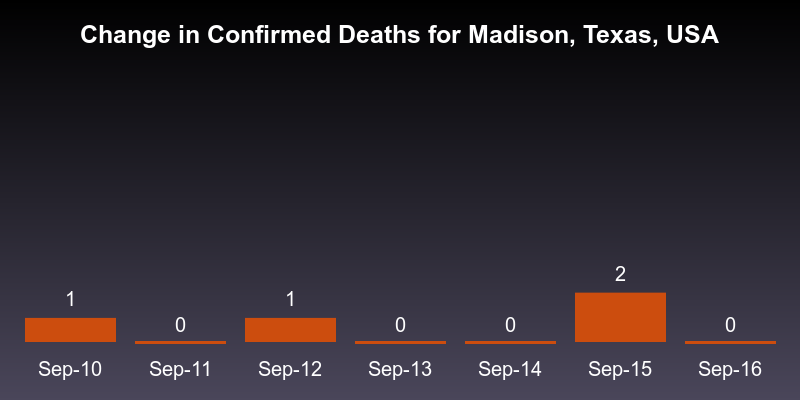 Change in Confirmed Deaths for Madison, Texas, USA
1
0
1
0
0
2
0
Sep-10
Sep-11
Sep-12
Sep-13
Sep-14
Sep-15
Sep-16